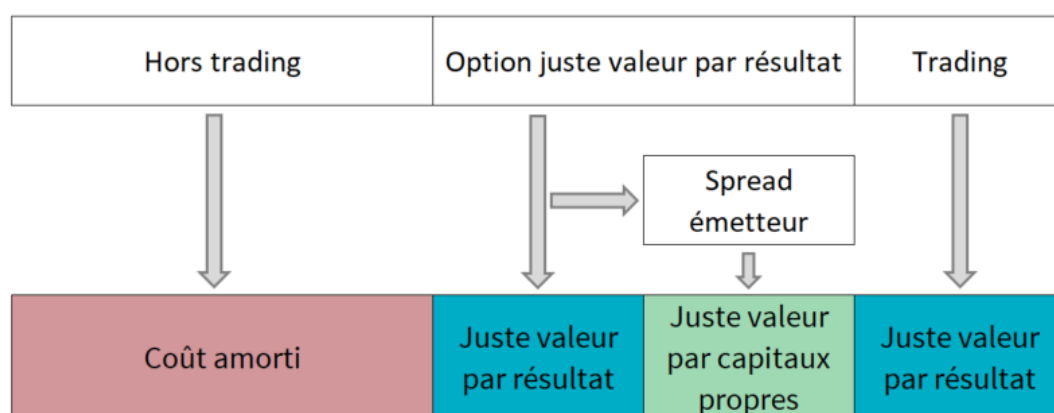 Hors trading
Option juste valeur par résultat
Trading
Spread
émetteur
Coût amorti
Juste valeur
par résultat
Juste valeur
par capitaux
propres
Juste valeur
par résultat